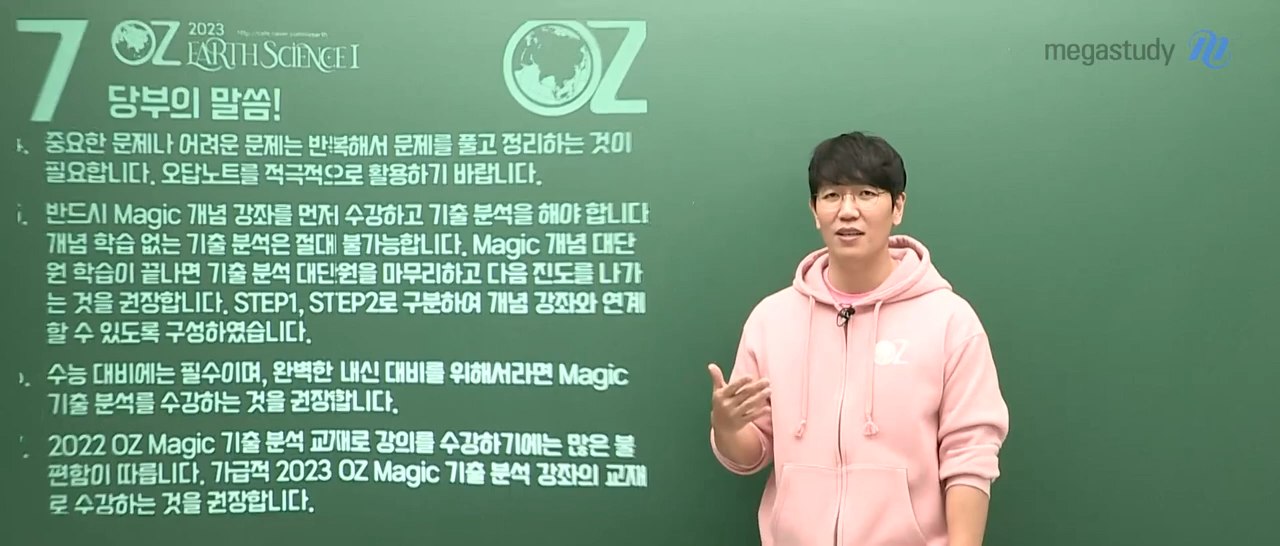 7
OZ 2023
EARTH SCIENCE I
OZ
megastudy
당부의 말씀!
중요한 문제나 어려운 문제는 반복해서 문제를 풀고 정리하는 것이
필요합니다. 오답노트를 적극적으로 활용하기 바랍니다.
반드시 Magic 개념 강좌를 먼저 수강하고 기출 분석을 해야 합니다
개념 학습 없는 기출 분석은 절대 불가능합니다. Magic 개념 대단
원 학습이 끝나면 기출 분석 대단원을 마무리하고 다음 진도를 나가
는 것을 권장합니다. STEP1, STEP2로 구분하여 개념 강좌와 연계
할 수 있도록 구성하였습니다.
수능 대비에는 필수이며, 완벽한 내신 대비를 위해서라면 Magic
기출 분석를 수강하는 것을 권장합니다.
2022 OZ Magic 기출 분석 교재로 강의를 수강하기에는 많은 불
편함이 따릅니다. 가급적 2023 OZ Magic 기출 분석 강좌의 교재
로 수강하는 것을 권장합니다.
OZ